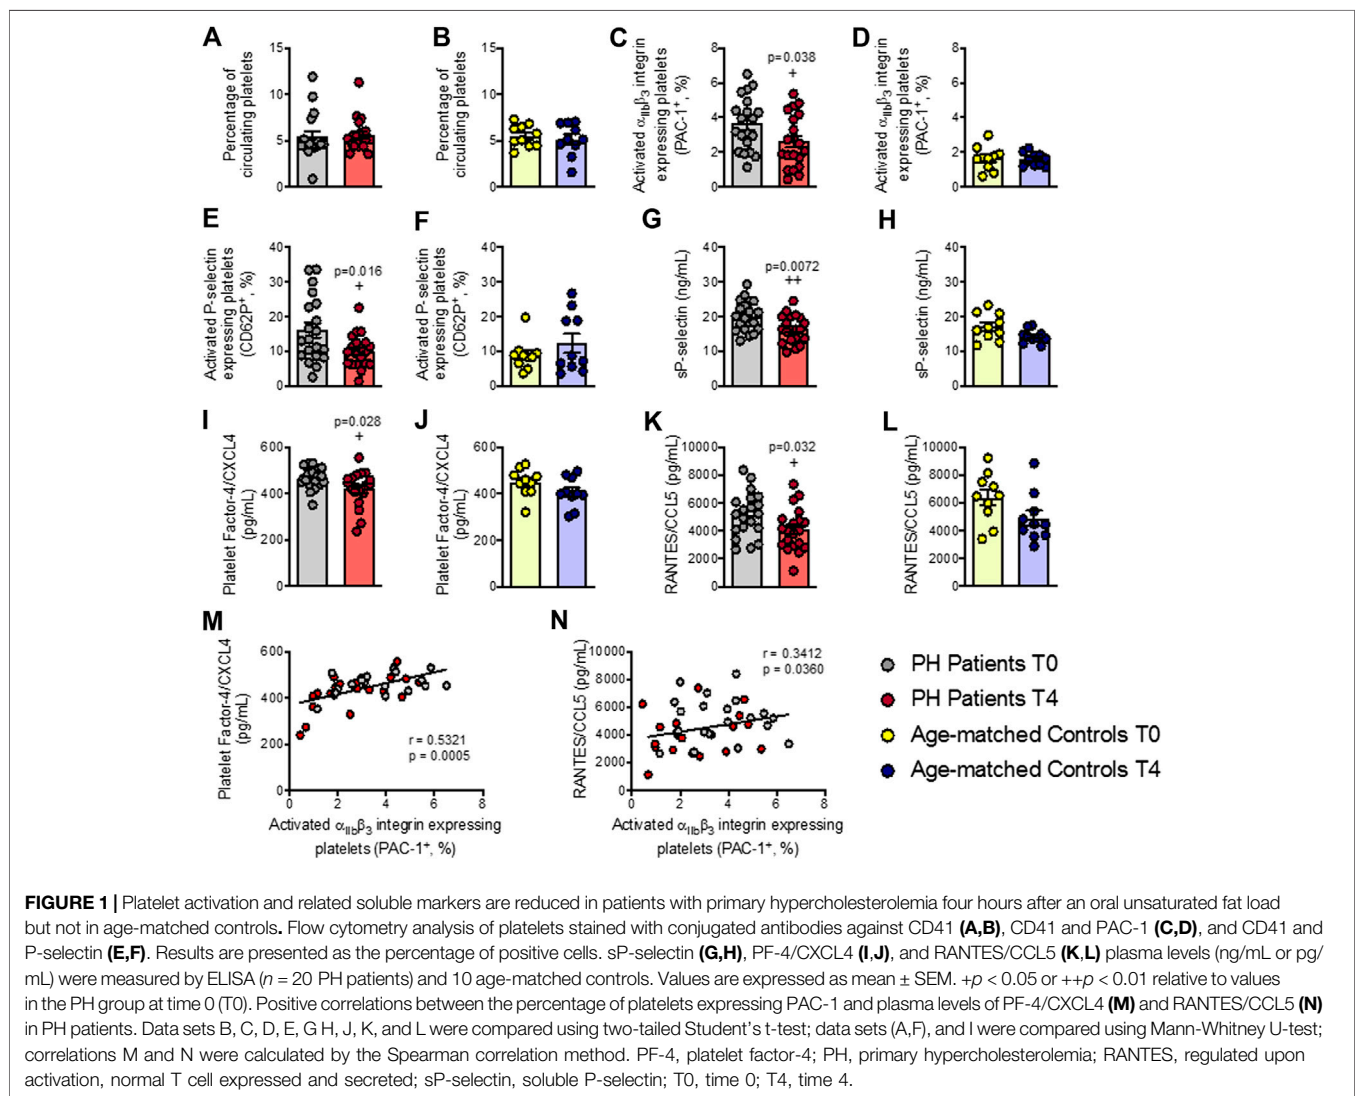 A
Percentage of
circulating platelets
15
10
5
0
B
Percentage of
circulating platelets
15
10
5
0
C
Activated αIIbβ3 integrin
expressing platelets
(PAC-1+, %)
8
6
4
2
0
p=0.038
+
D
Activated αIIbβ3 integrin
expressing platelets
(PAC-1+, %)
8
6
4
2
0
E
Activated P-selectin
expressing platelets
(CD62P+, %)
40
30
20
10
0
p=0.016
+
F
Activated P-selectin
expressing platelets
(CD62P+, %)
40
30
20
10
0
G
sP-selectin (ng/mL)
40
30
20
10
0
p=0.0072
++
H
sP-selectin (ng/mL)
40
30
20
10
0
I
Platelet Factor-4/CXCL4
(pg/mL)
600
400
200
0
p=0.028
+
J
Platelet Factor-4/CXCL4
(pg/mL)
600
400
200
0
K
RANTES/CCL5 (pg/mL)
10000
8000
6000
4000
2000
0
p=0.032
+
L
RANTES/CCL5 (pg/mL)
10000
8000
6000
4000
2000
0
M
Platelet Factor-4/CXCL4
(pg/mL)
600
400
200
0
r = 0.5321
p = 0.0005
0 2 4 6 8
Activated αIIbβ3 integrin expressing
platelets (PAC-1+, %)
N
RANTES/CCL5 (pg/mL)
10000
8000
6000
4000
2000
0
r = 0.3412
p = 0.0360
0 2 4 6 8
Activated αIIbβ3 integrin expressing
platelets (PAC-1+, %)
PH Patients T0
PH Patients T4
Age-matched Controls T0
Age-matched Controls T4
FIGURE 1 | Platelet activation and related soluble markers are reduced in patients with primary hypercholesterolemia four hours after an oral unsaturated fat load
but not in age-matched controls. Flow cytometry analysis of platelets stained with conjugated antibodies against CD41 (A,B), CD41 and PAC-1 (C,D), and CD41 and
P-selectin (E,F). Results are presented as the percentage of positive cells. sP-selectin (G,H), PF-4/CXCL4 (I,J), and RANTES/CCL5 (K,L) plasma levels (ng/mL or pg/
mL) were measured by ELISA (n = 20 PH patients) and 10 age-matched controls. Values are expressed as mean ± SEM. +p < 0.05 or ++p < 0.01 relative to values
in the PH group at time 0 (T0). Positive correlations between the percentage of platelets expressing PAC-1 and plasma levels of PF-4/CXCL4 (M) and RANTES/CCL5 (N)
in PH patients. Data sets B, C, D, E, G H, J, K, and L were compared using two-tailed Student's t-test; data sets (A,F), and I were compared using Mann-Whitney U-test;
correlations M and N were calculated by the Spearman correlation method. PF-4, platelet factor-4; PH, primary hypercholesterolemia; RANTES, regulated upon
activation, normal T cell expressed and secreted; sP-selectin, soluble P-selectin; T0, time 0; T4, time 4.